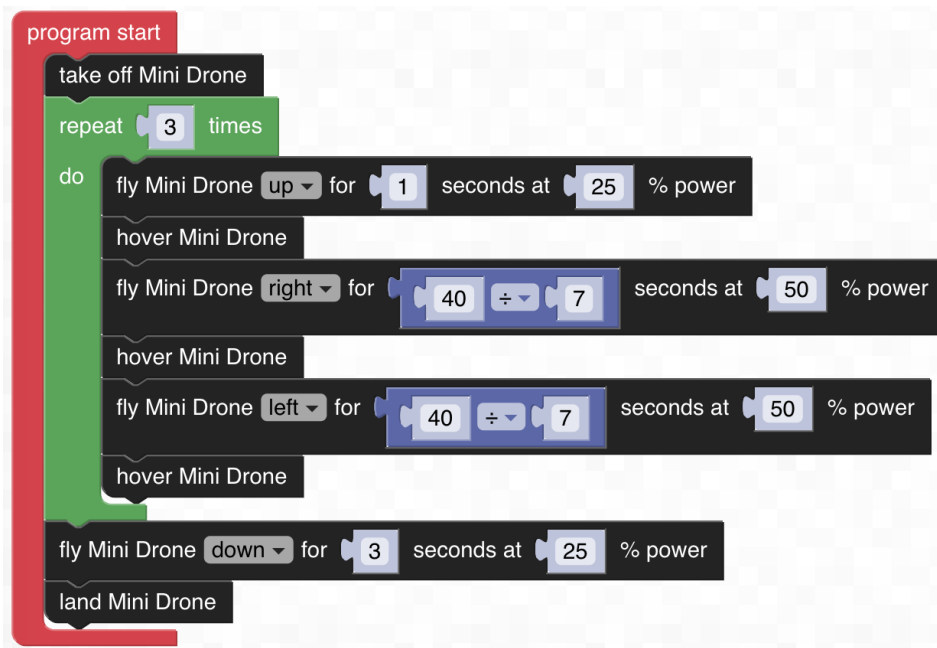 program start
take off Mini Drone
repeat 3 times
do
fly Mini Drone up for 1 seconds at 25 % power
hover Mini Drone
fly Mini Drone right for 40 ÷ 7 seconds at 50 % power
hover Mini Drone
fly Mini Drone left for 40 ÷ 7 seconds at 50 % power
hover Mini Drone
fly Mini Drone down for 3 seconds at 25 % power
land Mini Drone